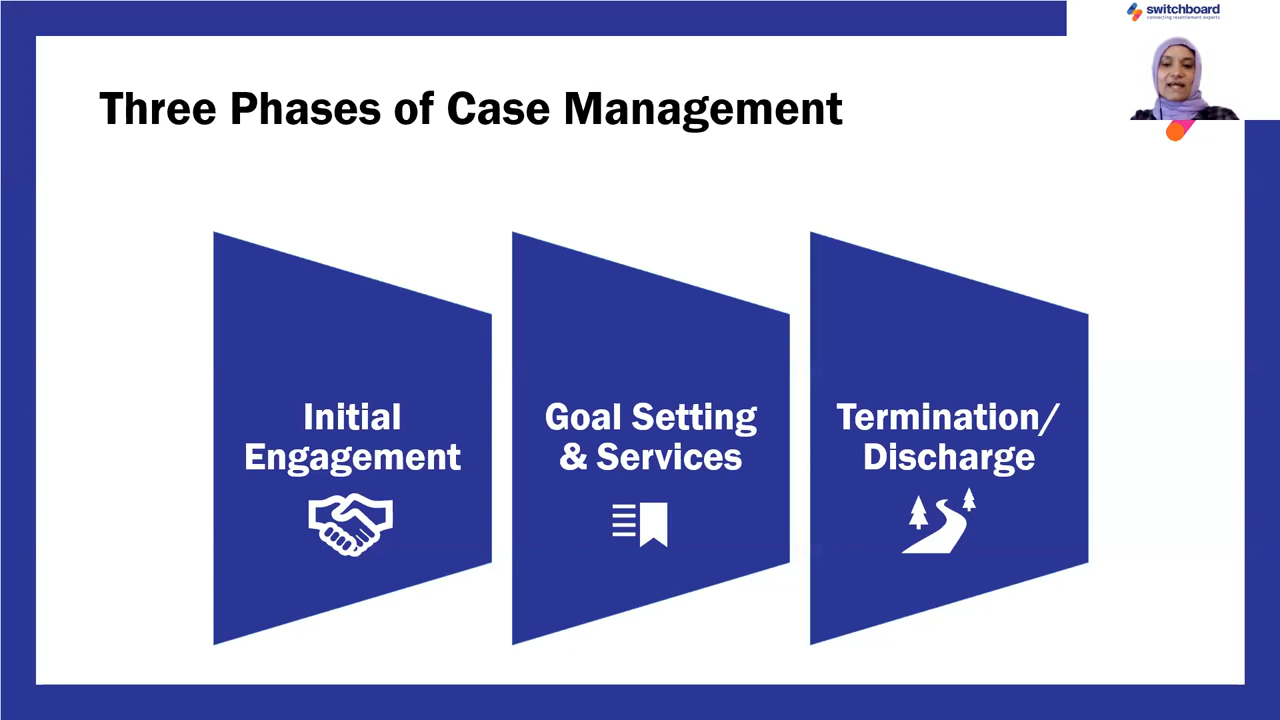 switchboard
connecting resettlement experts
Three Phases of Case Management
Initial
Engagement
Goal Setting
& Services
Termination/
Discharge